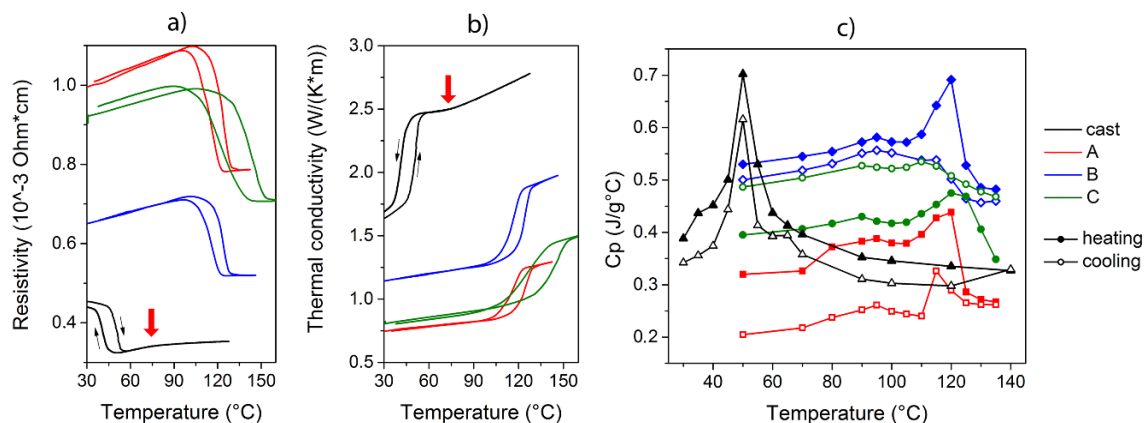 a)
b)
c)
Resistivity (10^-3 Ohm*cm)
1.0
0.8
0.6
0.4
30 60 90 120 150
Temperature (°C)
Thermal conductivity (W/(K*m))
3.0
2.5
2.0
1.5
1.0
0.5
30 60 90 120 150
Temperature (°C)
Cp (J/g°C)
0.7
0.6
0.5
0.4
0.3
0.2
40 60 80 100 120 140
Temperature (°C)
cast
A
B
C
heating
cooling